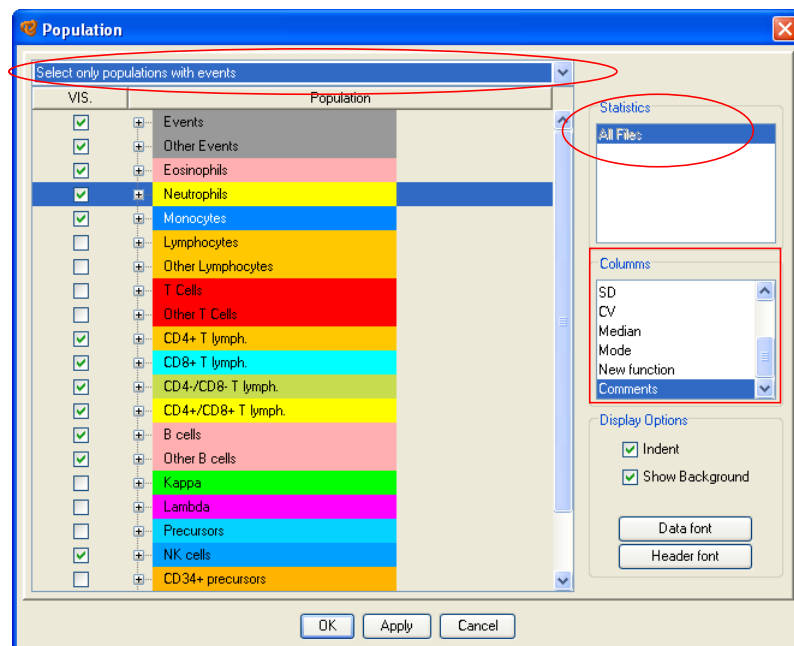 Population
Select only populations with events
VIS.
Population
Events
Other Events
Eosinophils
Neutrophils
Monocytes
Lymphocytes
Other Lymphocytes
T Cells
Other T Cells
CD4+ T lymph.
CD8+ T lymph.
CD4-/CD8- T lymph.
CD4+/CD8+ T lymph.
B cells
Other B cells
Kappa
Lambda
Precursors
NK cells
CD34+ precursors
Statistics
All Files
Columms
SD
CV
Median
Mode
New function
Comments
Display Options
Indent
Show Background
Data font
Header font
OK
Apply
Cancel